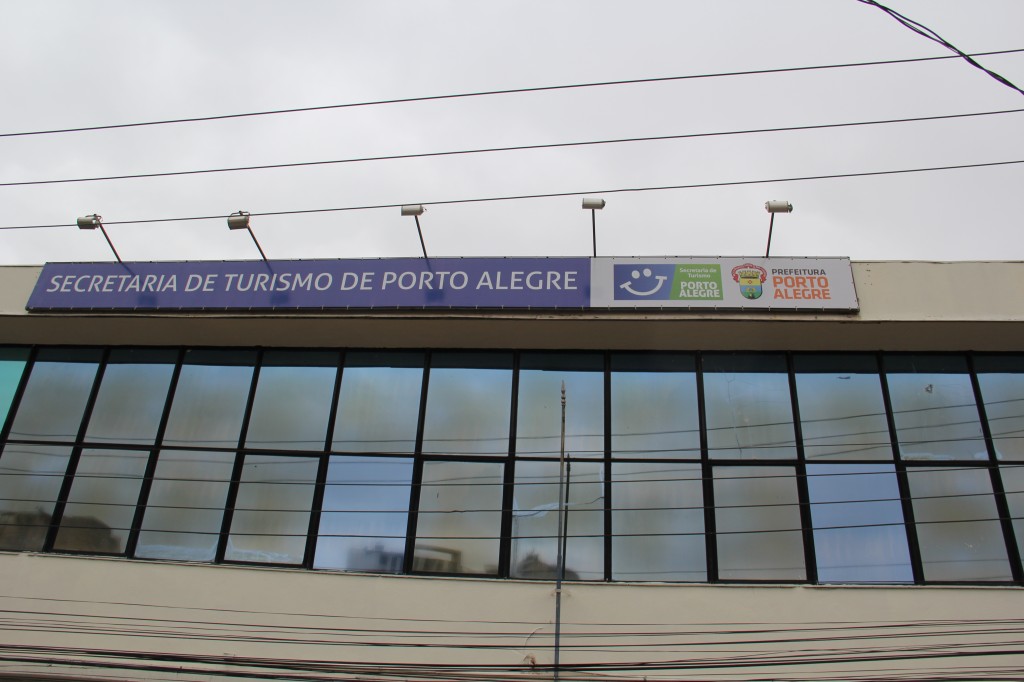 SECRETARIA DE TURISMO DE PORTO ALEGRE
Secretaria de
Turismo
PORTO
ALEGRE
PREFEITURA
PORTO
ALEGRE